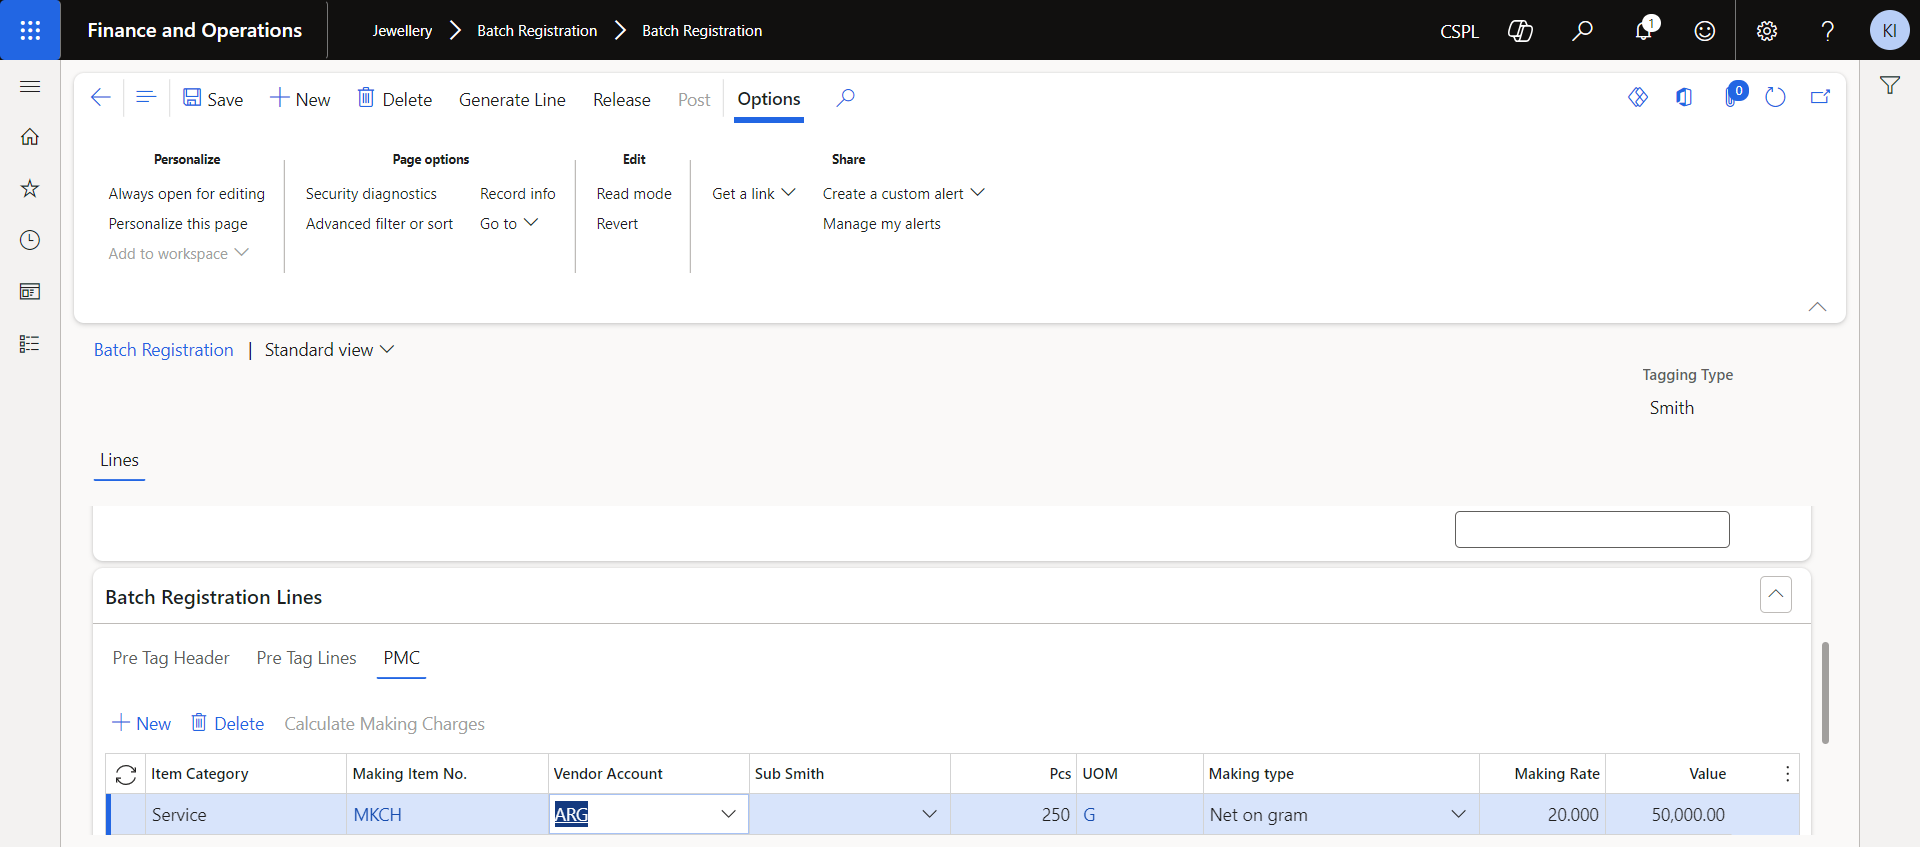 Finance and Operations
Jewellery Batch Registration Batch Registration
CSPL
1
KI
Save New Delete Generate Line Release Post Options
0
Personalize
Always open for editing
Personalize this page
Add to workspace
Page options
Security diagnostics Record info
Advanced filter or sort Go to
Edit
Read mode
Revert
Share
Get a link Create a custom alert
Manage my alerts
Batch Registration | Standard view
Tagging Type
Smith
Lines
Batch Registration Lines
Pre Tag Header Pre Tag Lines PMC
New Delete Calculate Making Charges
Item Category Making Item No. Vendor Account Sub Smith Pcs UOM Making type Making Rate Value
Service MKCH ARG 250 G Net on gram 20.000 50,000.00